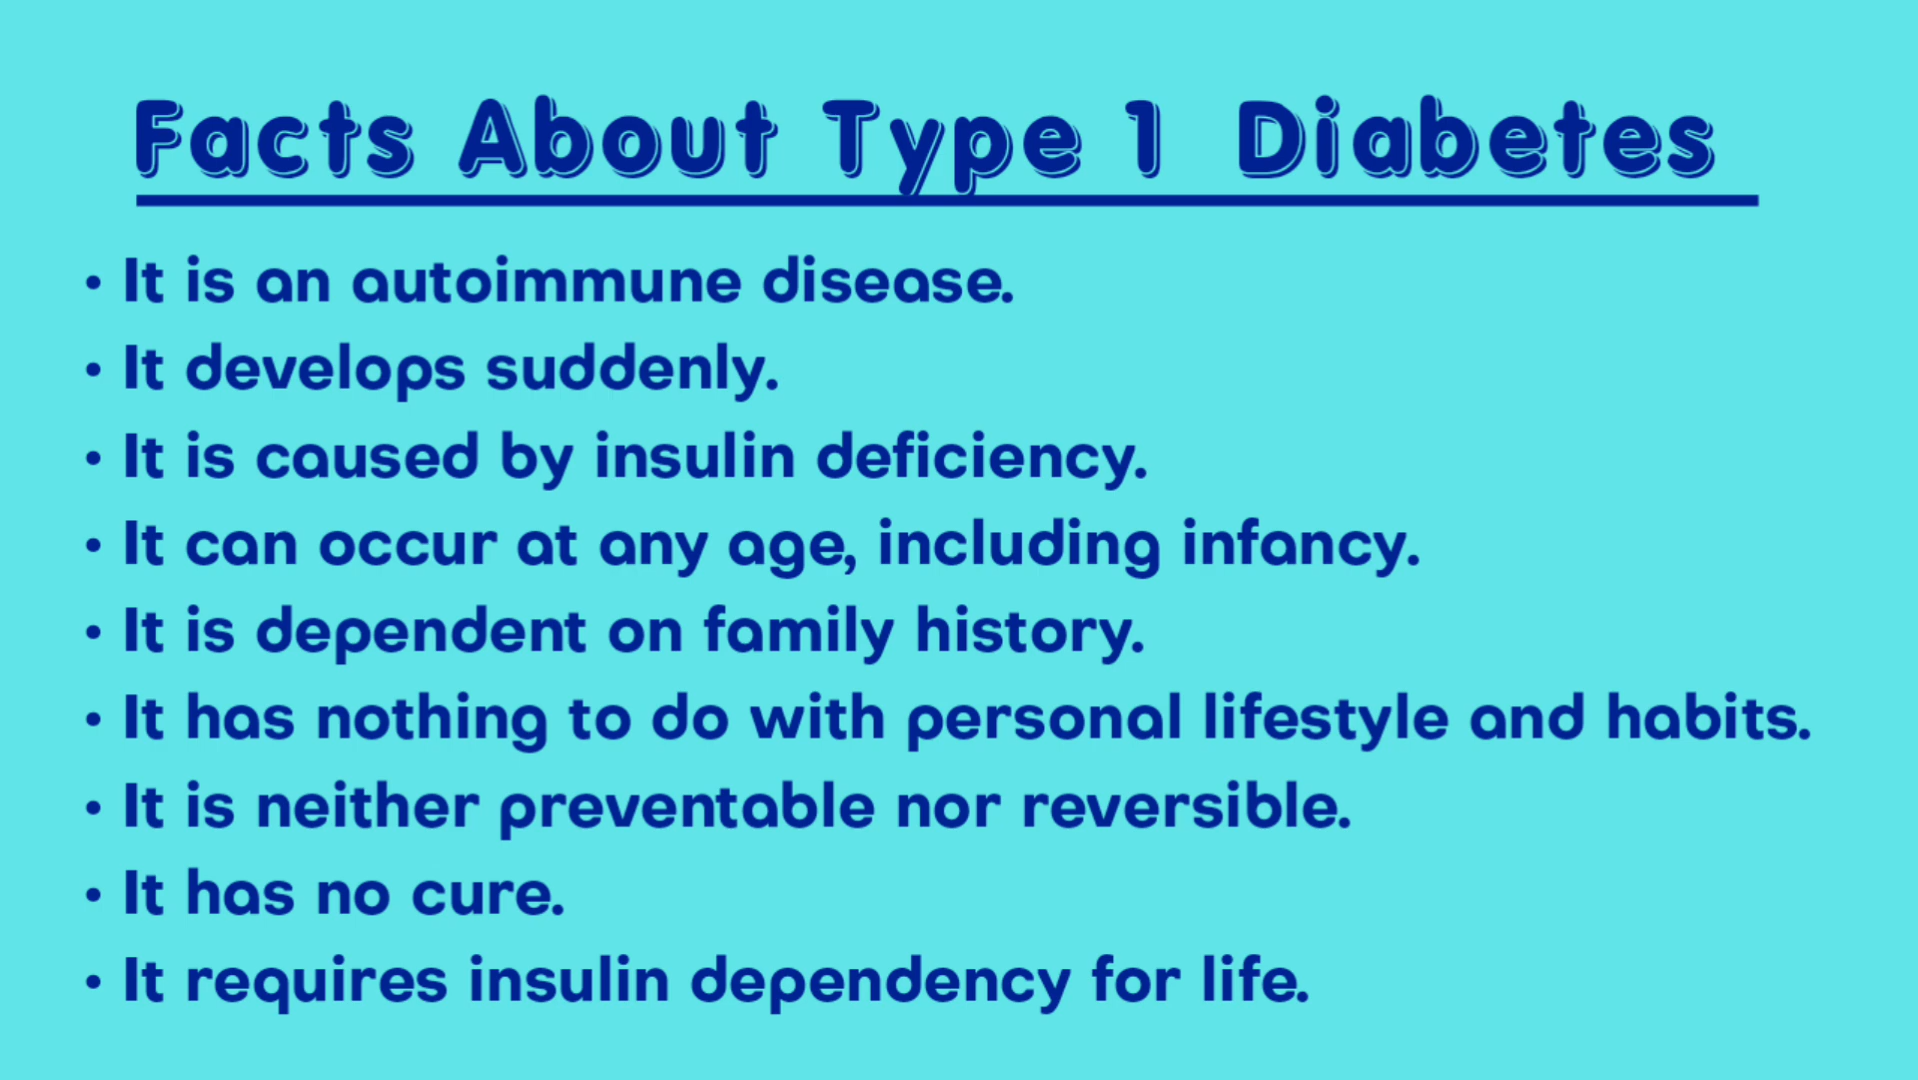 Facts About Type 1 Diabetes
• It is an autoimmune disease.
• It develops suddenly.
• It is caused by insulin deficiency.
• It can occur at any age, including infancy.
• It is dependent on family history.
• It has nothing to do with personal lifestyle and habits.
• It is neither preventable nor reversible.
• It has no cure.
• It requires insulin dependency for life.